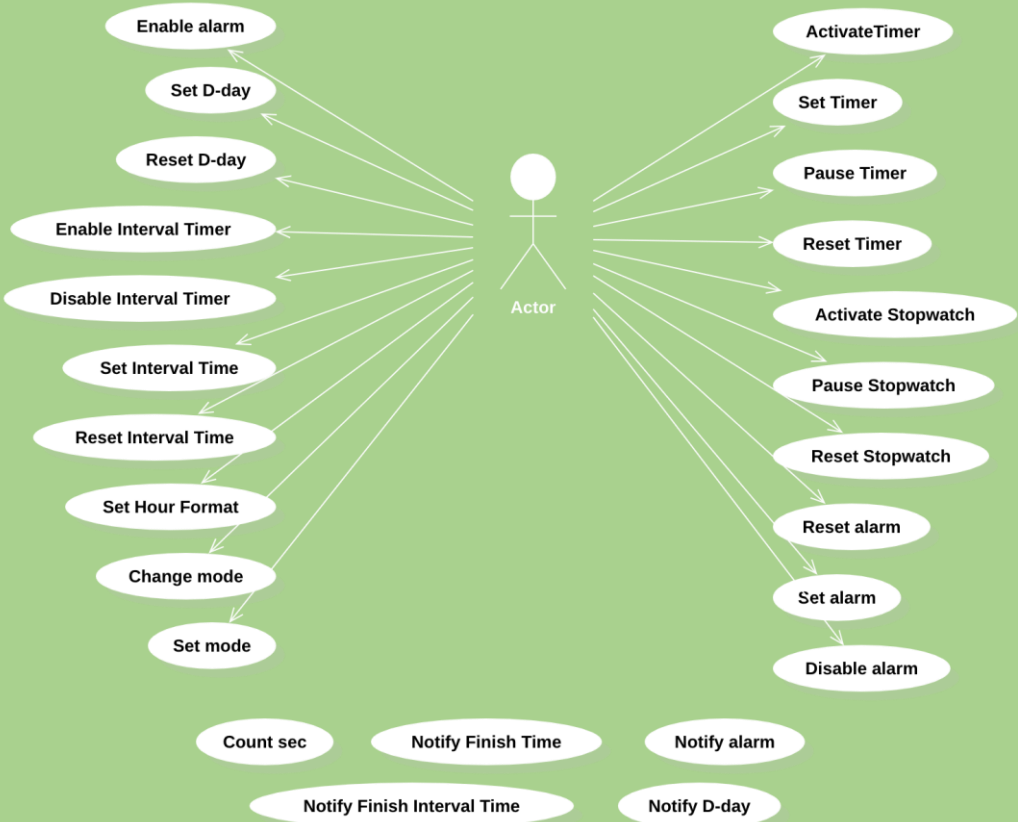 Enable alarm
Set D-day
Reset D-day
Enable Interval Timer
Disable Interval Timer
Set Interval Time
Reset Interval Time
Set Hour Format
Change mode
Set mode
Actor
ActivateTimer
Set Timer
Pause Timer
Reset Timer
Activate Stopwatch
Pause Stopwatch
Reset Stopwatch
Reset alarm
Set alarm
Disable alarm
Count sec
Notify Finish Time
Notify alarm
Notify Finish Interval Time
Notify D-day